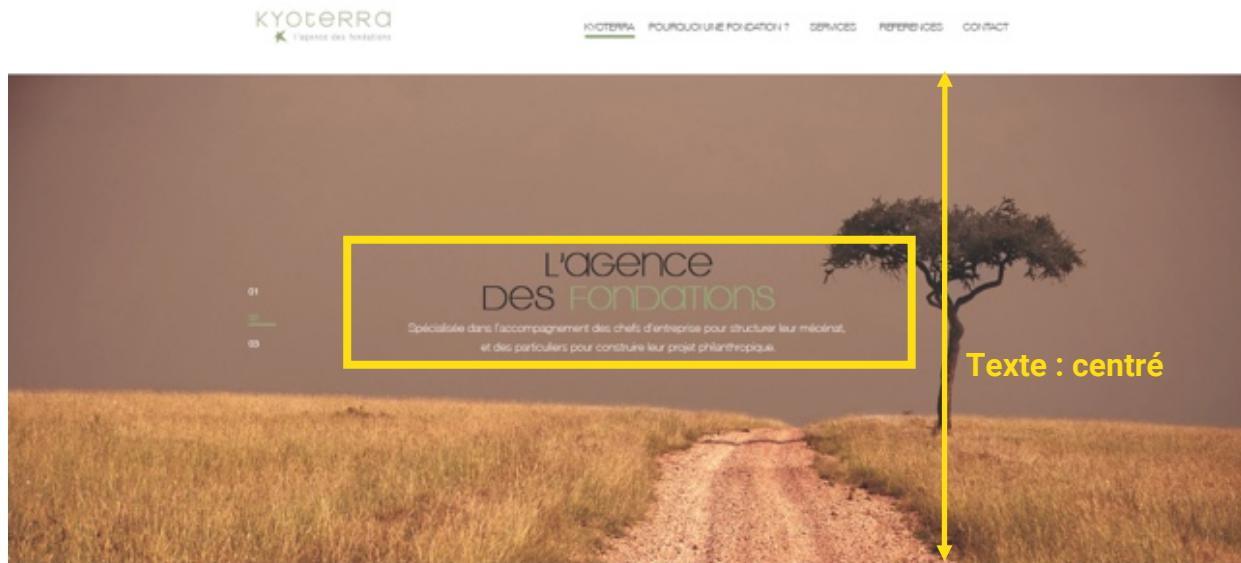 KYOTERRA
l'agence des fondations
KYOTERRA POURQUOI UNE FONDATION ? SERVICES REFERENCES CONTACT
L'AGENCE
DES FONDATIONS
01
Spécialisée dans l'accompagnement des chefs d'entreprise pour structurer leur mécénat,
03
et des particuliers pour construire leur projet philanthropique.
Texte : centré